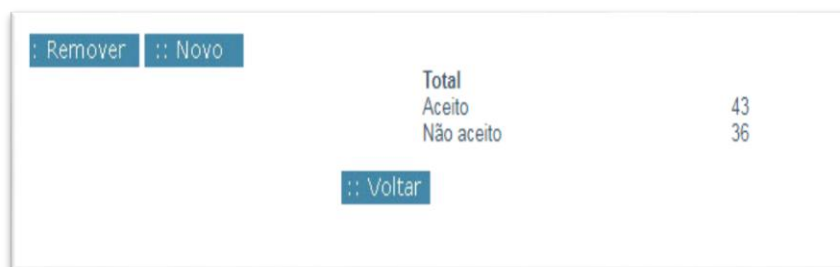 : Remover :: Novo
Total
Aceito 43
Não aceito 36
:: Voltar